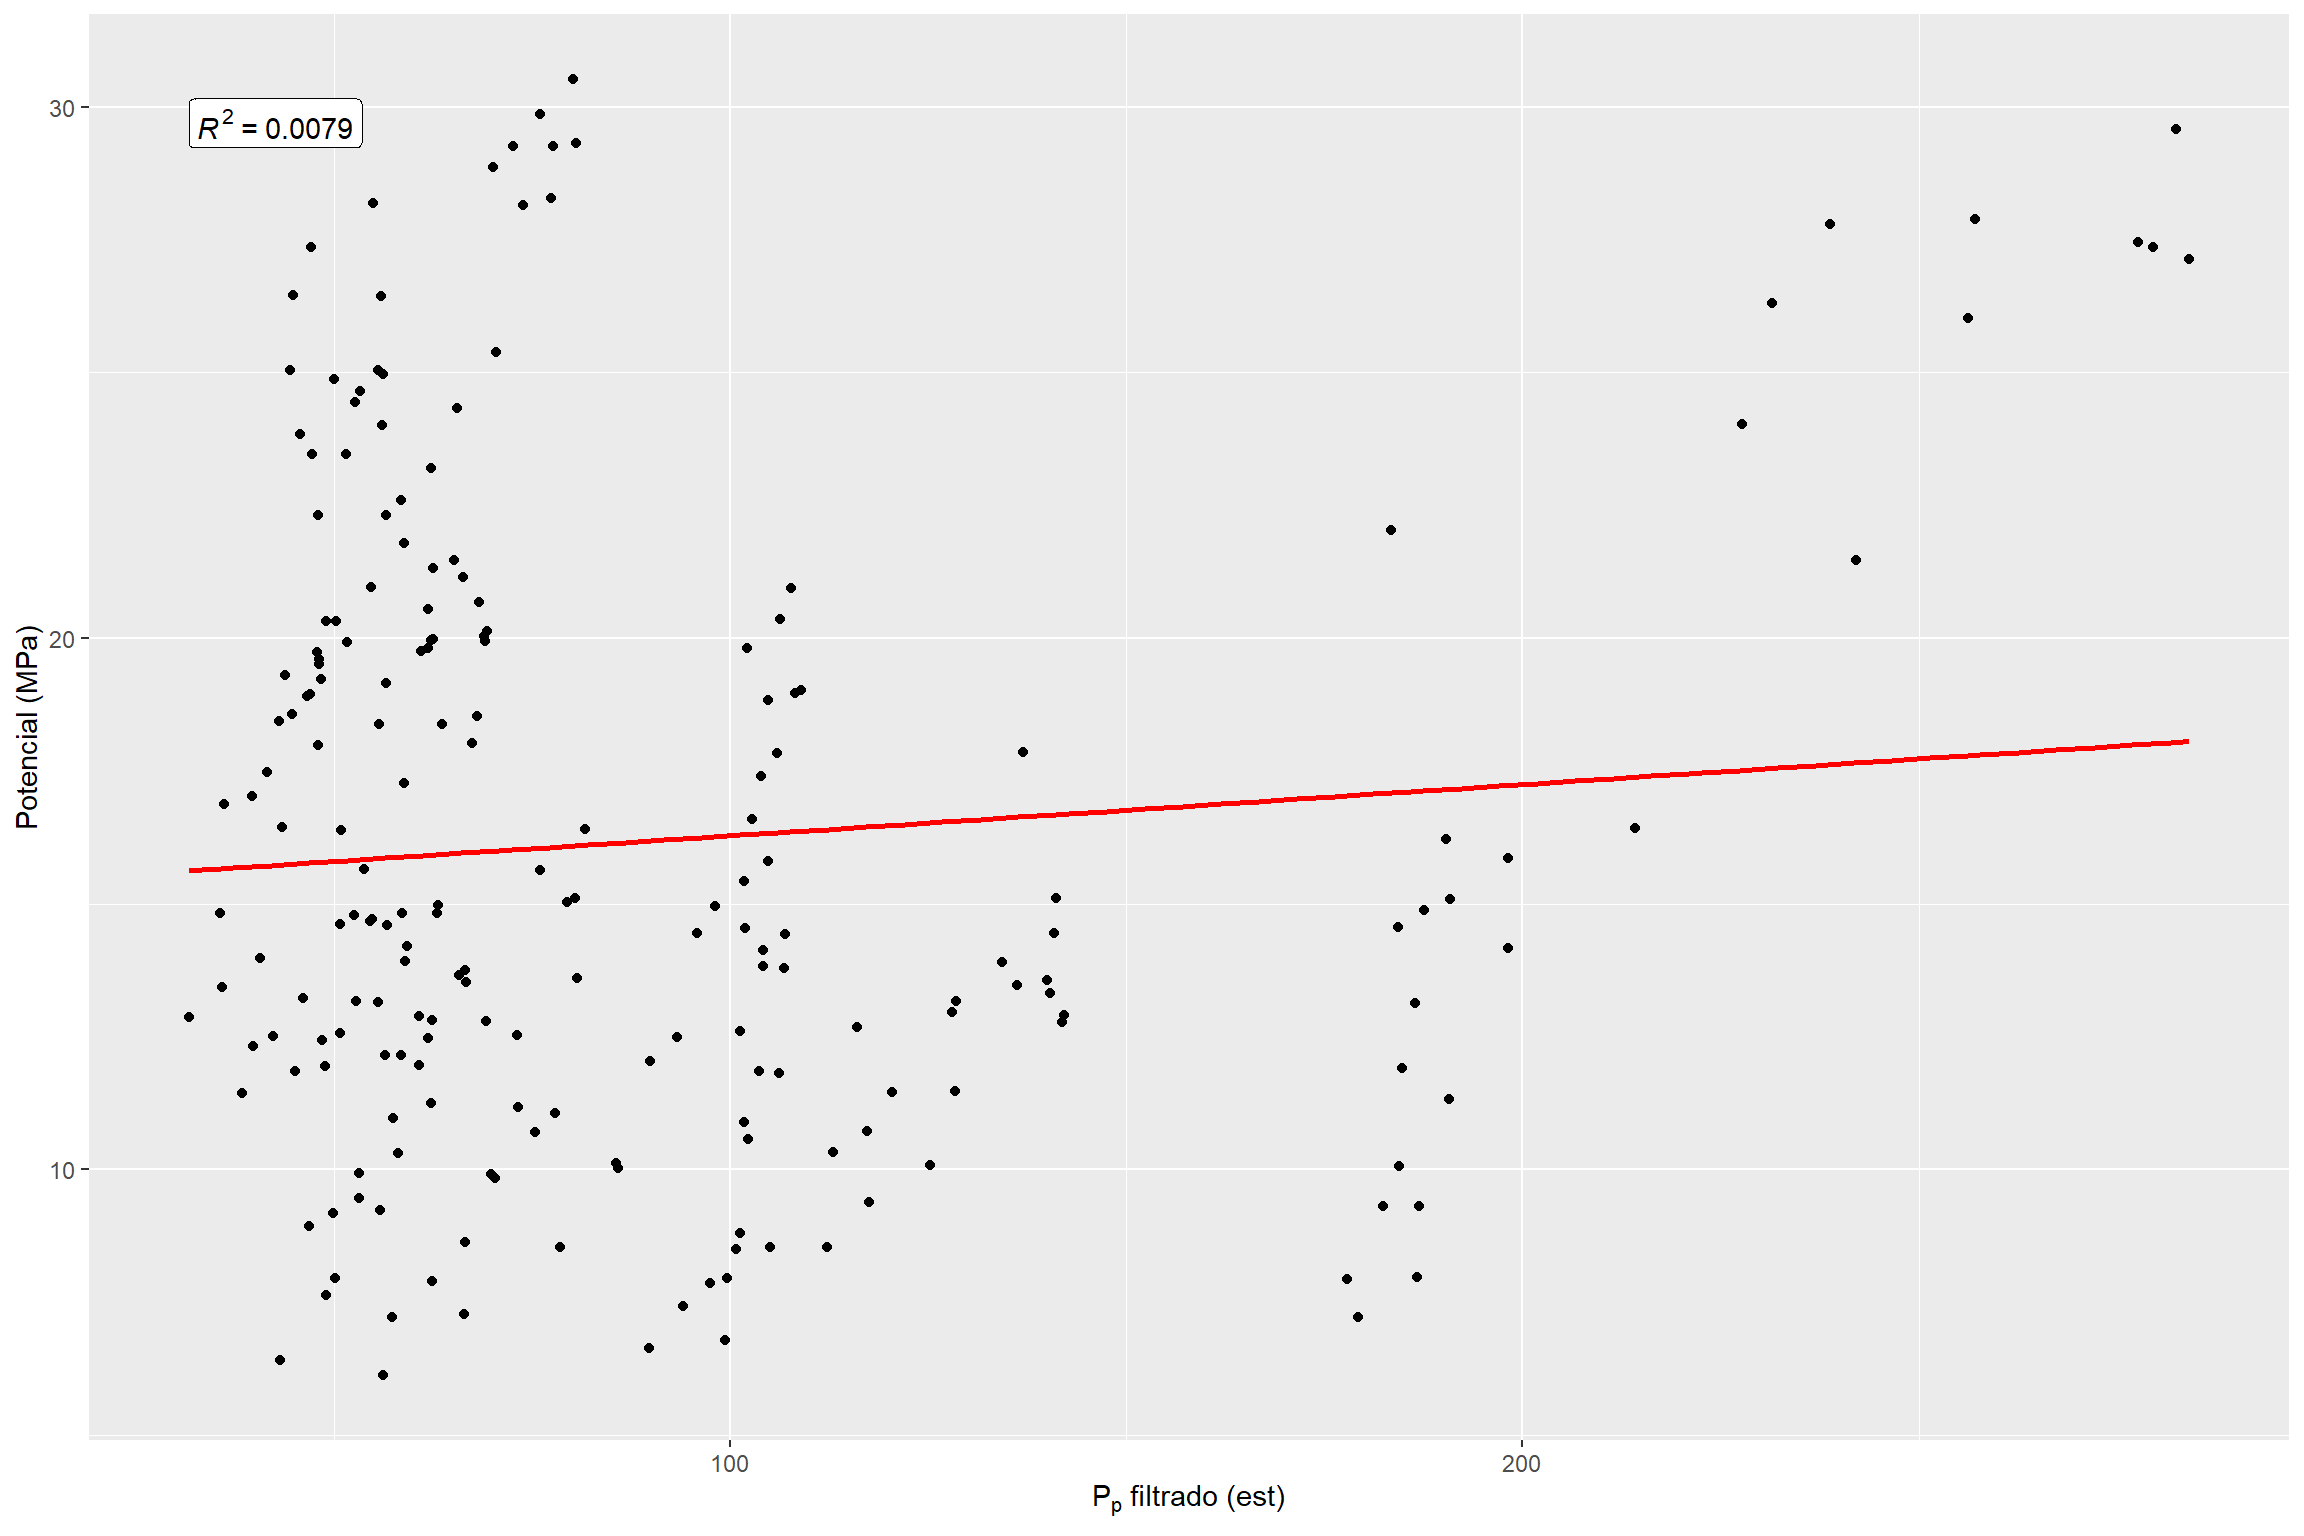 R² = 0.0079
30
20
10
Potencial (MPa)
100
200
Pₚ filtrado (est)